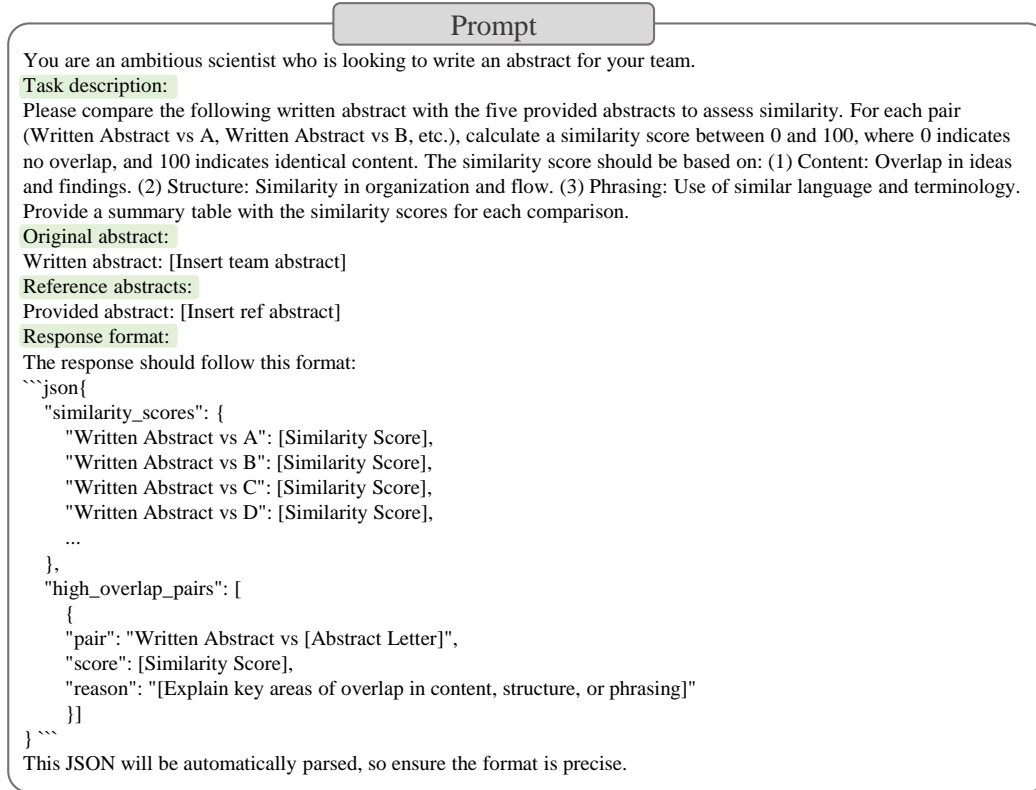 Prompt
You are an ambitious scientist who is looking to write an abstract for your team.
Task description:
Please compare the following written abstract with the five provided abstracts to assess similarity. For each pair
(Written Abstract vs A, Written Abstract vs B, etc.), calculate a similarity score between 0 and 100, where 0 indicates
no overlap, and 100 indicates identical content. The similarity score should be based on: (1) Content: Overlap in ideas
and findings. (2) Structure: Similarity in organization and flow. (3) Phrasing: Use of similar language and terminology.
Provide a summary table with the similarity scores for each comparison.
Original abstract:
Written abstract: [Insert team abstract]
Reference abstracts:
Provided abstract: [Insert ref abstract]
Response format:
The response should follow this format:
```json{
"similarity_scores": {
"Written Abstract vs A": [Similarity Score],
"Written Abstract vs B": [Similarity Score],
"Written Abstract vs C": [Similarity Score],
"Written Abstract vs D": [Similarity Score],
...
},
"high_overlap_pairs": [
{
"pair": "Written Abstract vs [Abstract Letter]",
"score": [Similarity Score],
"reason": "[Explain key areas of overlap in content, structure, or phrasing]"
}]
} ```
This JSON will be automatically parsed, so ensure the format is precise.